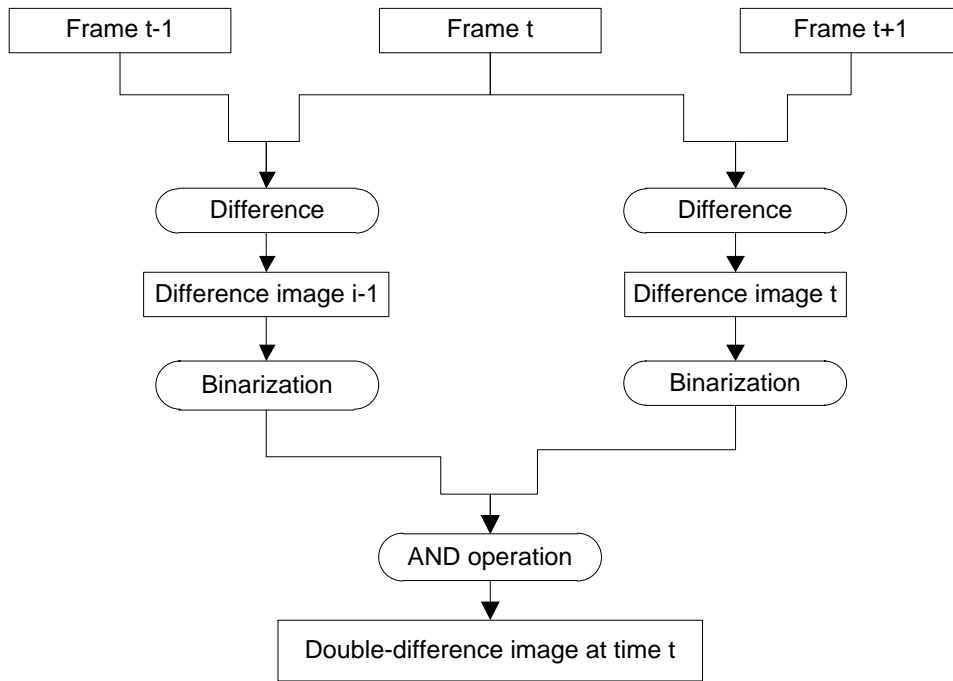 Frame t-1
Frame t
Frame t+1
Difference
Difference
Difference image i-1
Difference image t
Binarization
Binarization
AND operation
Double-difference image at time t